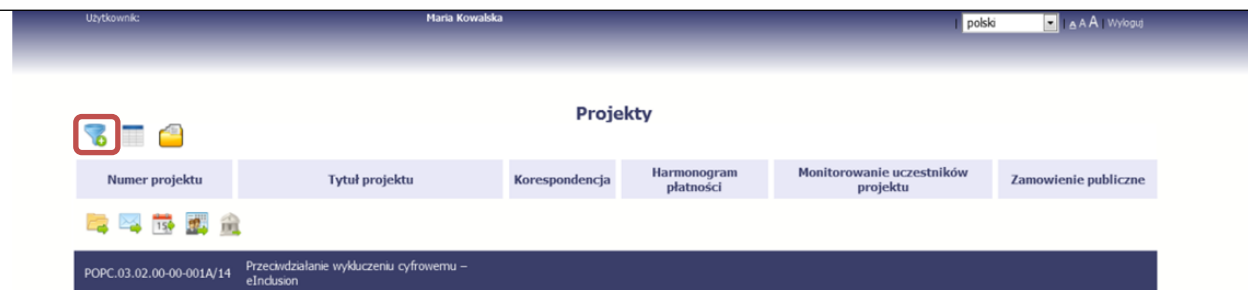 Użytkownik: Maria Kowalska | polski | A A A | Wyloguj
Projekty
Numer projektu Tytuł projektu Korespondencja Harmonogram płatności Monitorowanie uczestników projektu Zamowienie publiczne
15
POPC.03.02.00-00-001A/14 Przeciwdziałanie wykluczeniu cyfrowemu –
eInclusion